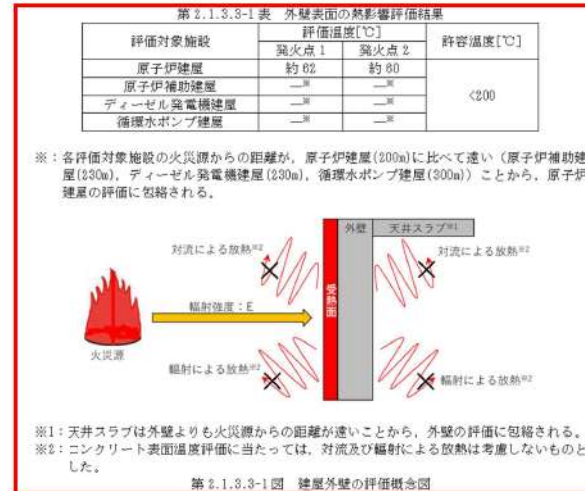 第 2.1.3.3-1 表　外壁表面の熱影響評価結果
評価対象施設　評価温度[℃]　許容温度[℃]
発火点 1　発火点 2
原子炉建屋　約 62　約 60　<200
原子炉補助建屋　―※　―※
ディーゼル発電機建屋　―※　―※
循環水ポンプ建屋　―※　―※
※：各評価対象施設の火災源からの距離が，原子炉建屋(200m)に比べて遠い（原子炉補助建
屋(230m)，ディーゼル発電機建屋(230m)，循環水ポンプ建屋(300m)）ことから，原子炉
建屋の評価に包絡される。
外壁　天井スラブ※1
対流による放熱※2　対流による放熱※2
受熱面
輻射強度：E
火災源
輻射による放熱※2　輻射による放熱※2
※1：天井スラブは外壁よりも火災源からの距離が遠いことから，外壁の評価に包絡される。
※2：コンクリート表面温度評価に当たっては，対流及び輻射による放熱は考慮しないものと
した。
第 2.1.3.3-1 図　建屋外壁の評価概念図